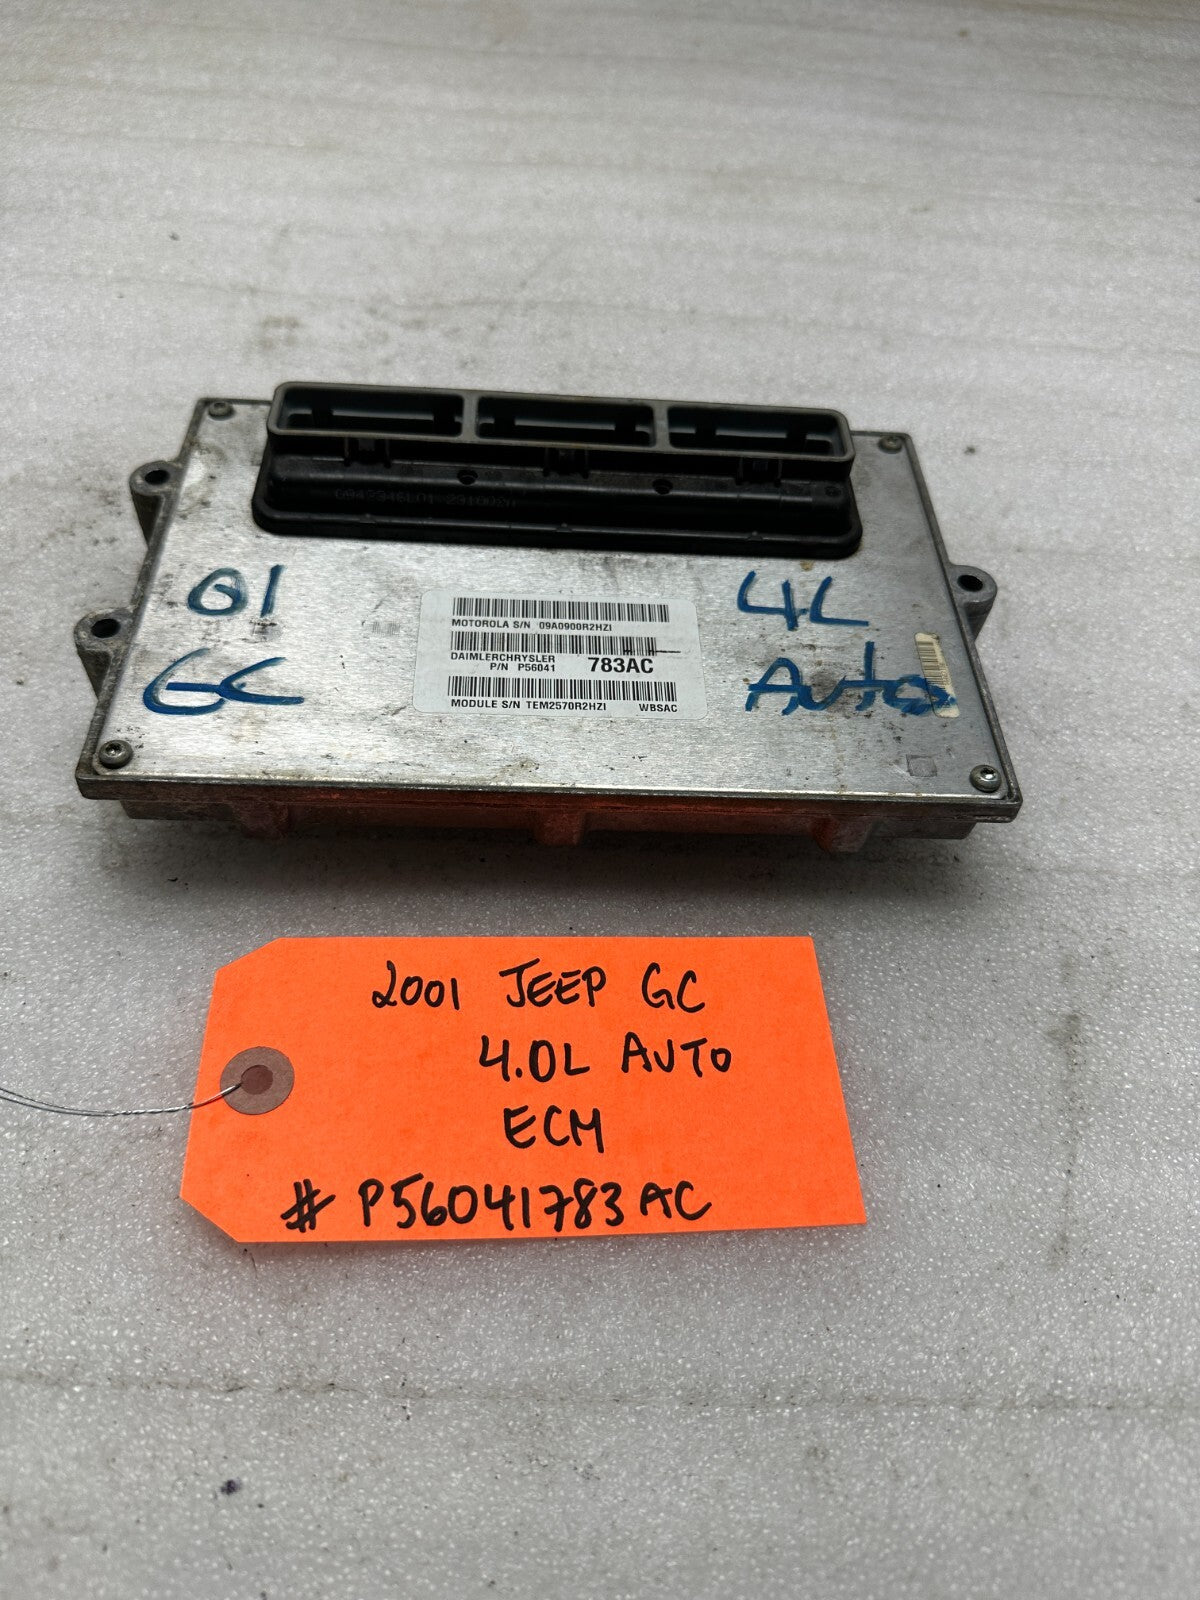 01
GC
MOTOROLA S/N 09A0900R2HZI
DAIMLERCHRYSLER
P/N P56041 783AC
MODULE S/N TEM2570R2HZI WBSAC
4L
Auto
2001 JEEP GC
4.0L AUTO
ECM
# P56041783AC